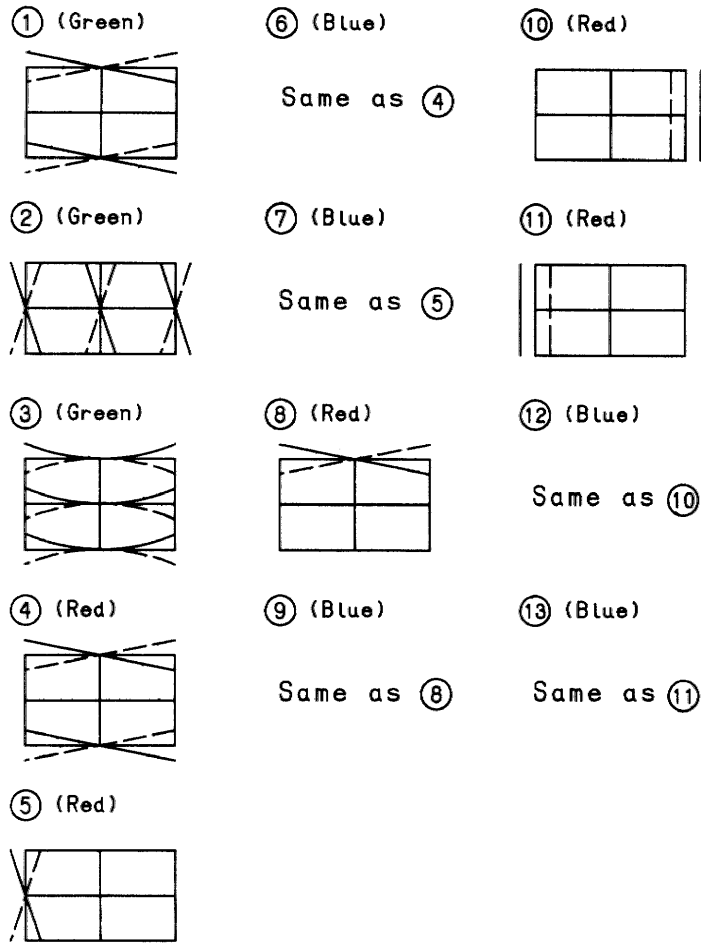 ① (Green)
② (Green)
③ (Green)
④ (Red)
⑤ (Red)
⑥ (Blue)
Same as ④
⑦ (Blue)
Same as ⑤
⑧ (Red)
⑨ (Blue)
Same as ⑧
⑩ (Red)
⑪ (Red)
⑫ (Blue)
Same as ⑩
⑬ (Blue)
Same as ⑪